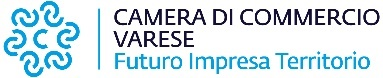 CAMERA DI COMMERCIO
VARESE
Futuro Impresa Territorio